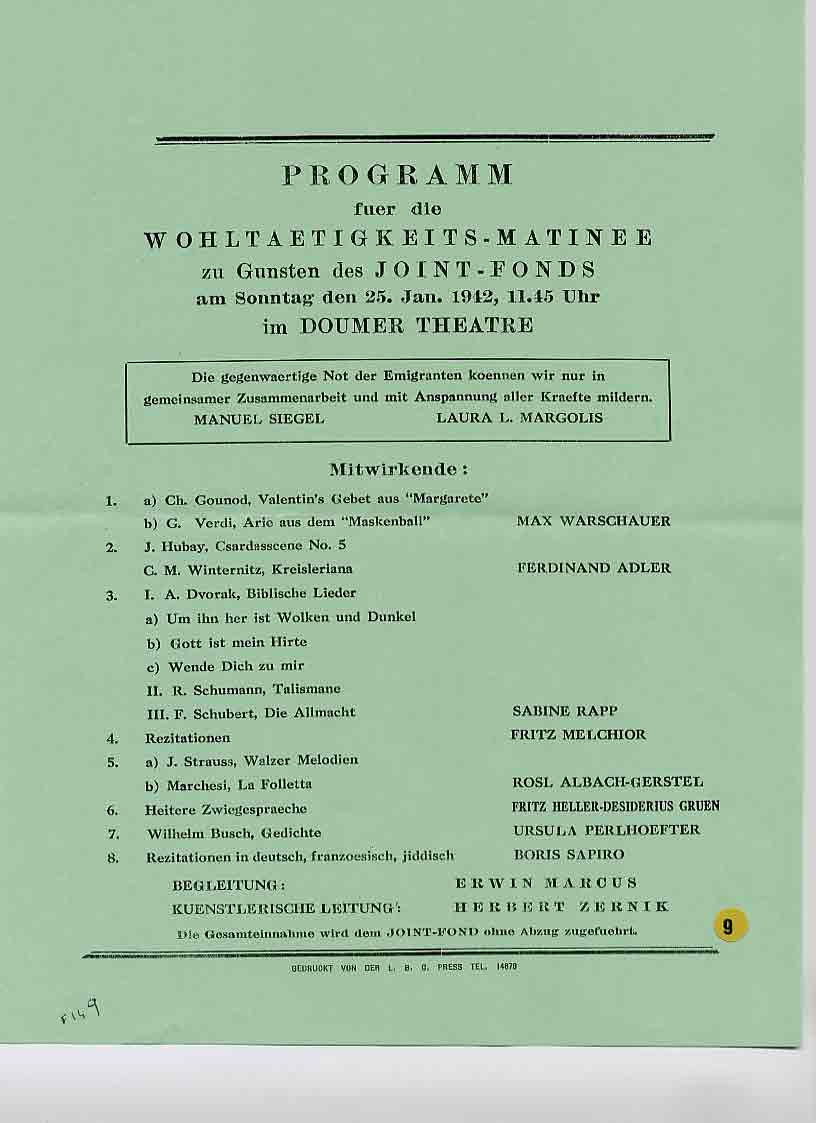 PROGRAMM
fuer die
WOHLTAETIGKEITS-MATINEE
zu Gunsten des JOINT-FONDS
am Sonntag den 25. Jan. 1942, 11.45 Uhr
im DOUMER THEATRE
Die gegenwaertige Not der Emigranten koennen wir nur in
gemeinsamer Zusammenarbeit und mit Anspannung aller Kraefte mildern.
MANUEL SIEGEL LAURA L. MARGOLIS
Mitwirkende:
1. a) Ch. Gounod, Valentin's Gebet aus "Margarete"
b) G. Verdi, Arie aus dem "Maskenball" MAX WARSCHAUER
2. J. Hubay, Csardasscene No. 5
C. M. Winternitz, Kreisleriana FERDINAND ADLER
3. I. A. Dvorak, Biblische Lieder
a) Um ihn her ist Wolken und Dunkel
b) Gott ist mein Hirte
c) Wende Dich zu mir
II. R. Schumann, Talismane
III. F. Schubert, Die Allmacht SABINE RAPP
4. Rezitationen FRITZ MELCHIOR
5. a) J. Strauss, Walzer Melodien
b) Marchesi, La Folletta ROSL ALBACH-GERSTEL
6. Heitere Zwiegespraeche FRITZ HELLER-DESIDERIUS GRUEN
7. Wilhelm Busch, Gedichte URSULA PERLHOEFTER
8. Rezitationen in deutsch, franzoesisch, jiddisch BORIS SAPIRO
BEGLEITUNG: ERWIN MARCUS
KUENSTLERISCHE LEITUNG: HERBERT ZERNIK
Die Gesamteinnahme wird dem JOINT-FOND ohne Abzug zugefuehrt.
9
GEDRUCKT VON DER L. B. G. PRESS TEL. 14870